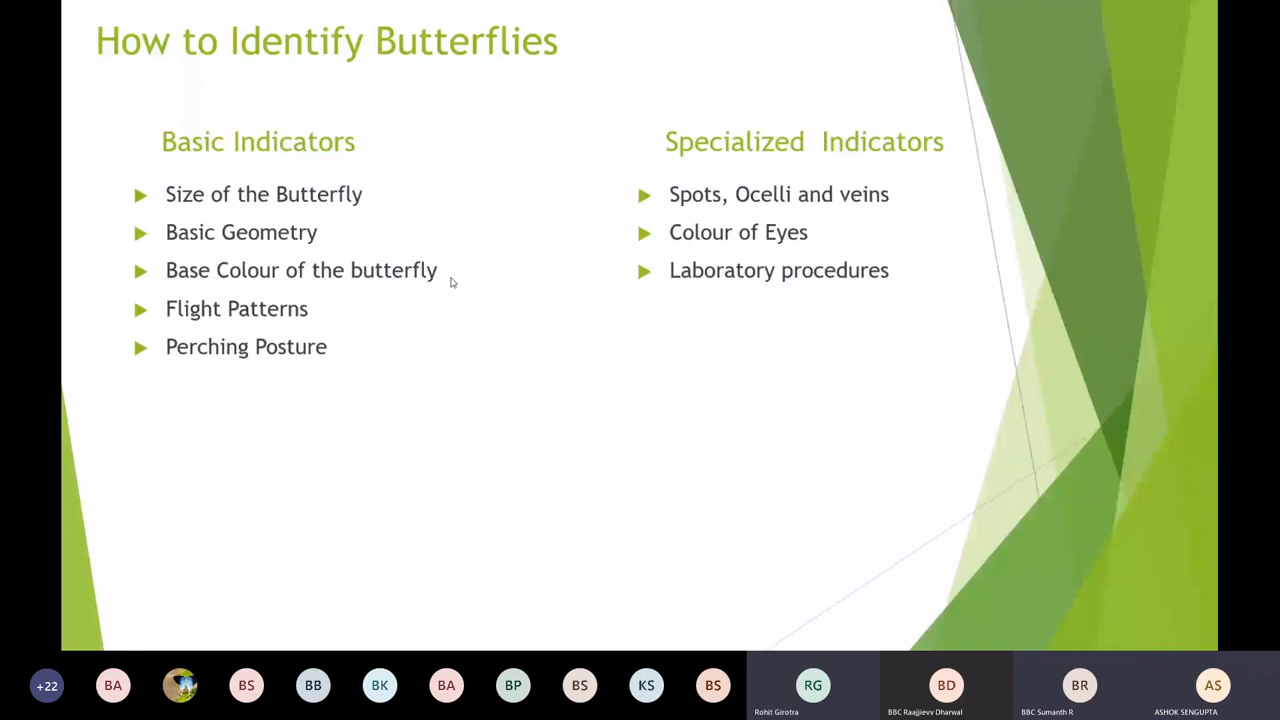 How to Identify Butterflies
Basic Indicators
Size of the Butterfly
Basic Geometry
Base Colour of the butterfly
Flight Patterns
Perching Posture
Specialized Indicators
Spots, Ocelli and veins
Colour of Eyes
Laboratory procedures
+22
BA
BS
BB
BK
BA
BP
BS
KS
BS
RG
Rohit Girotra
BD
BBC Raajjievv Dharwal
BR
BBC Sumanth R
AS
ASHOK SENGUPTA